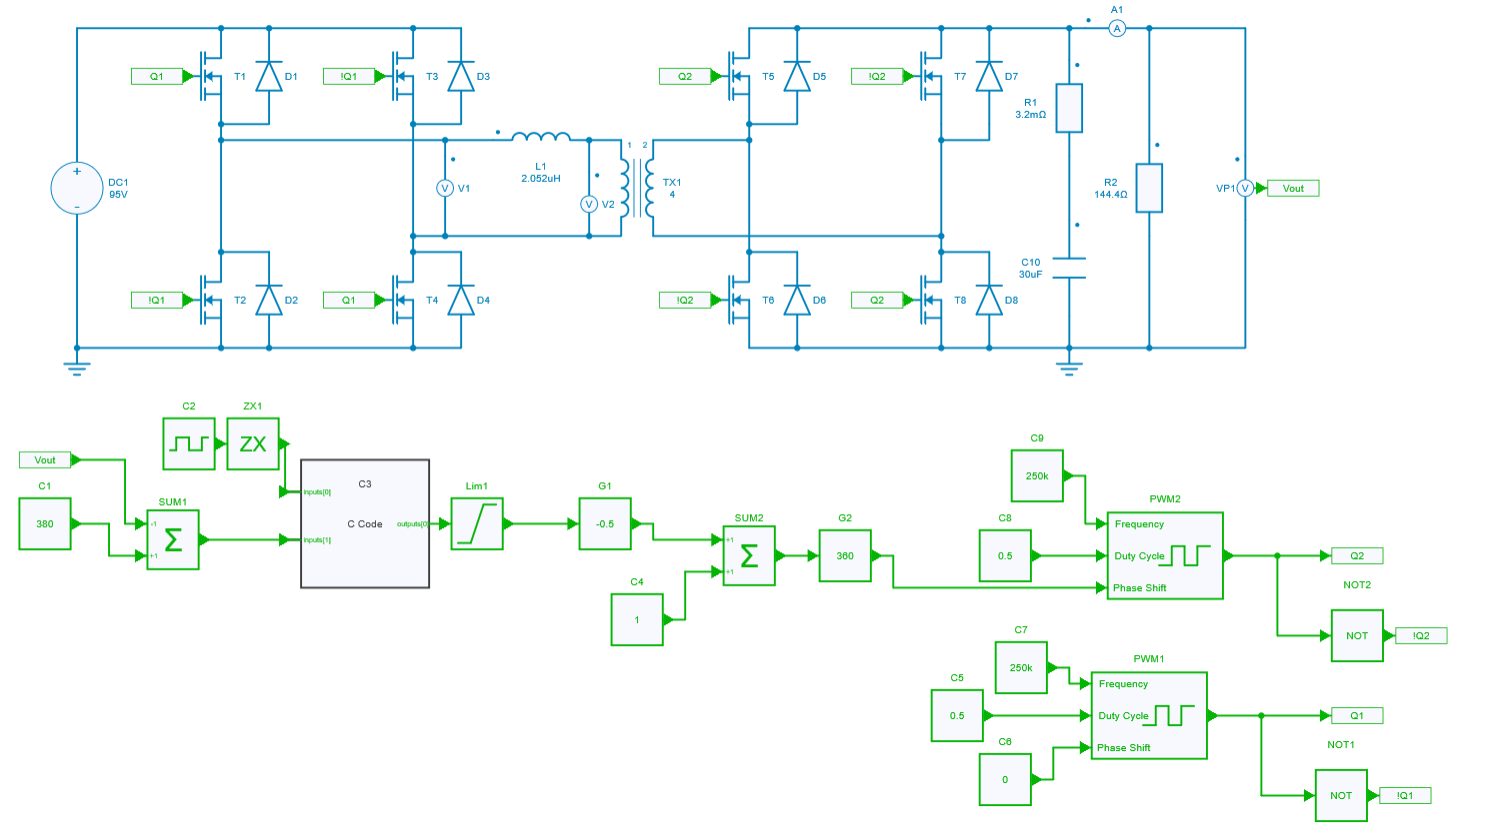 A1
A
Q1
T1
D1
!Q1
T3
D3
Q2
T5
D5
!Q2
T7
D7
R1
3.2mΩ
+
-
DC1
95V
V
V1
L1
2.052uH
V
V2
1
2
TX1
4
R2
144.4Ω
VP1
V
Vout
!Q1
T2
D2
Q1
T4
D4
!Q2
T6
D6
Q2
T8
D8
C10
30uF
C2
ZX1
ZX
Vout
C1
380
SUM1
-1
+1
Σ
C3
inputs[0]
C Code
outputs[0]
inputs[1]
Lim1
G1
-0.5
SUM2
+1
+1
Σ
G2
360
C4
1
C9
250k
C8
0.5
PWM2
Frequency
Duty Cycle
Phase Shift
Q2
NOT2
NOT
!Q2
C7
250k
C5
0.5
C6
0
PWM1
Frequency
Duty Cycle
Phase Shift
Q1
NOT1
NOT
!Q1